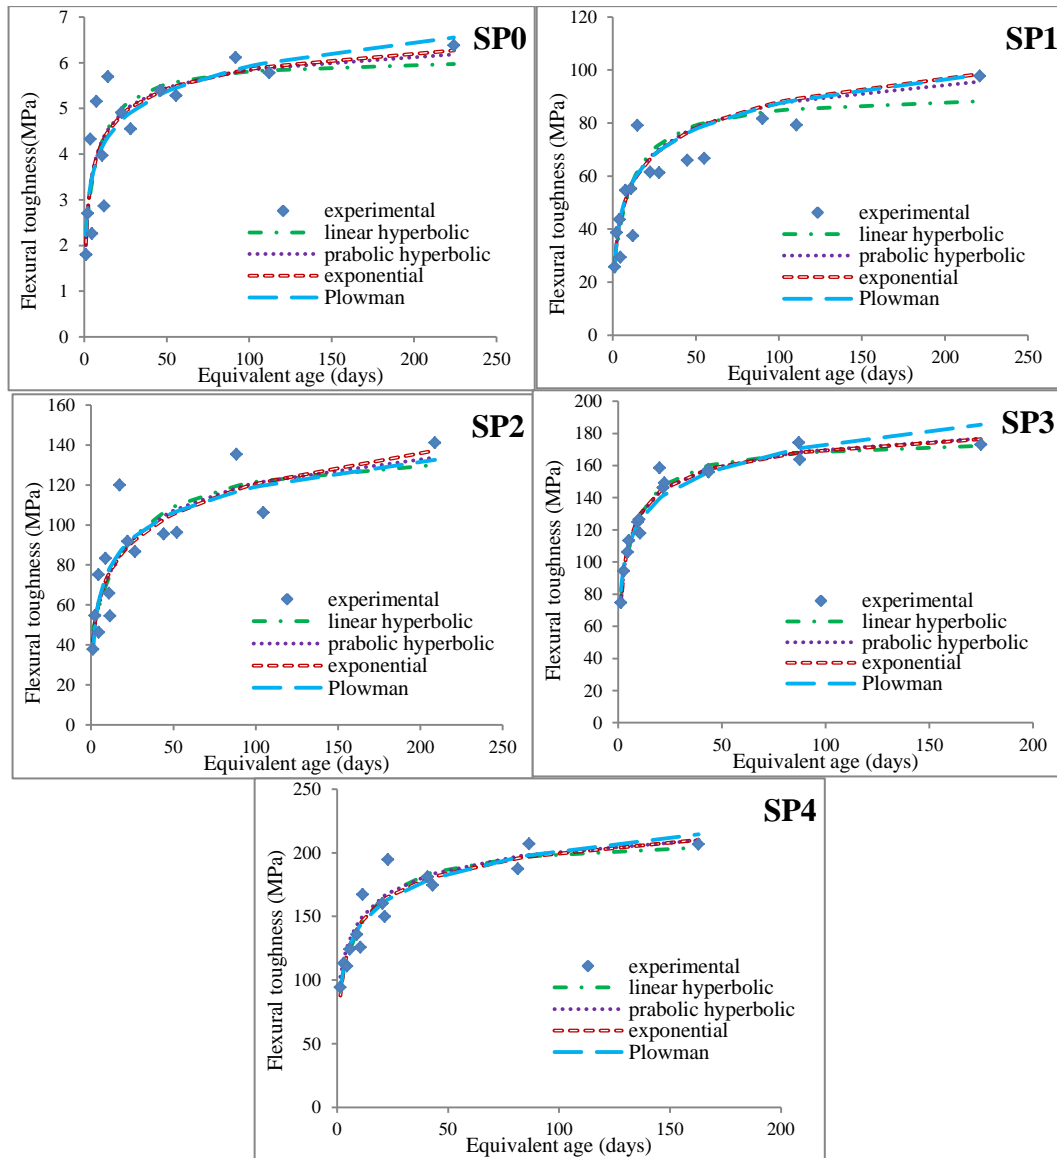 SP0
7
6
5
4
3
2
1
0
Flexural toughness(MPa)
experimental
linear hyperbolic
prabolic hyperbolic
exponential
Plowman
0 50 100 150 200 250
Equivalent age (days)
SP1
120
100
80
60
40
20
0
Flexural toughness (MPa)
experimental
linear hyperbolic
prabolic hyperbolic
exponential
Plowman
0 50 100 150 200 250
Equivalent age (days)
SP2
160
140
120
100
80
60
40
20
0
Flexural toughness (MPa)
experimental
linear hyperbolic
prabolic hyperbolic
exponential
Plowman
0 50 100 150 200 250
Equivalent age (days)
SP3
200
180
160
140
120
100
80
60
40
20
0
Flexural toughness (MPa)
experimental
linear hyperbolic
prabolic hyperbolic
exponential
Plowman
0 50 100 150 200
Equivalent age (days)
SP4
250
200
150
100
50
0
Flexural toughness (MPa)
experimental
linear hyperbolic
prabolic hyperbolic
exponential
Plowman
0 50 100 150 200
Equivalent age (days)